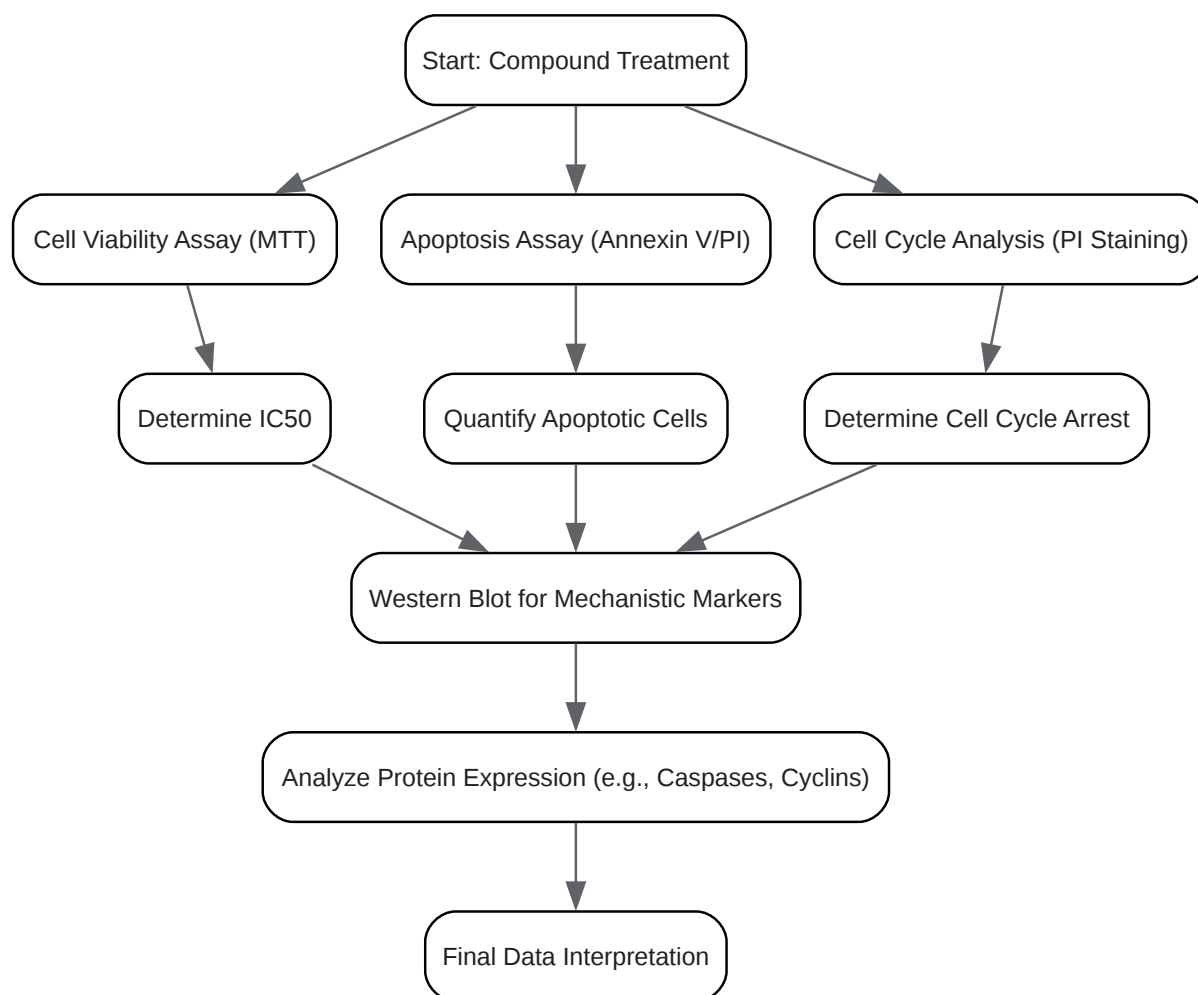 Start: Compound Treatment
Cell Viability Assay (MTT)
Apoptosis Assay (Annexin V/PI)
Cell Cycle Analysis (PI Staining)
Determine IC50
Quantify Apoptotic Cells
Determine Cell Cycle Arrest
Western Blot for Mechanistic Markers
Analyze Protein Expression (e.g., Caspases, Cyclins)
Final Data Interpretation